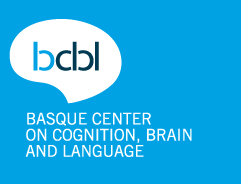 bcbl
BASQUE CENTER
ON COGNITION, BRAIN
AND LANGUAGE